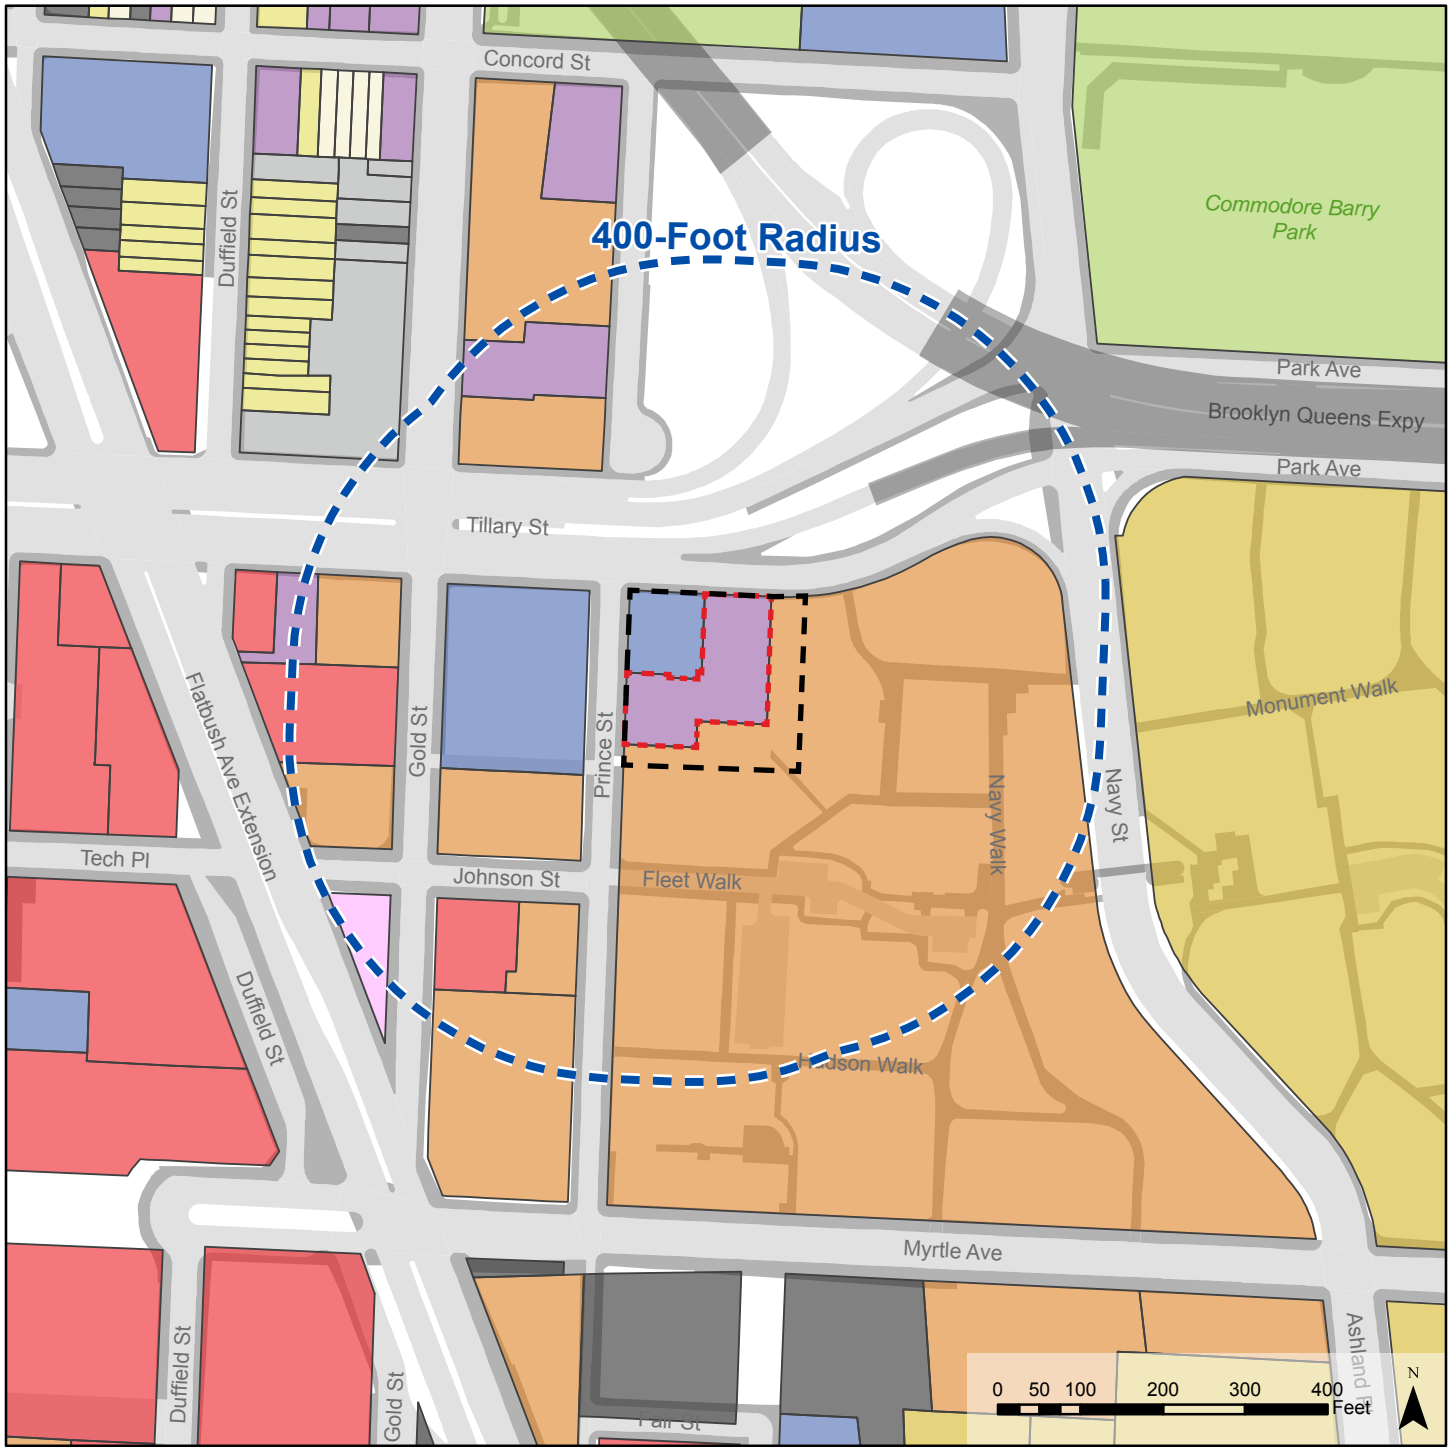 Concord St
Duffield St
400-Foot Radius
Commodore Barry
Park
Park Ave
Brooklyn Queens Expy
Park Ave
Tillary St
Monument Walk
Flatbush Ave Extension
Gold St
Prince St
Navy Walk
Navy St
Tech Pl
Johnson St
Fleet Walk
Duffield St
Hudson Walk
Myrtle Ave
Duffield St
Gold St
Fair St
Ashland
N
0 50 100 200 300 400
Feet